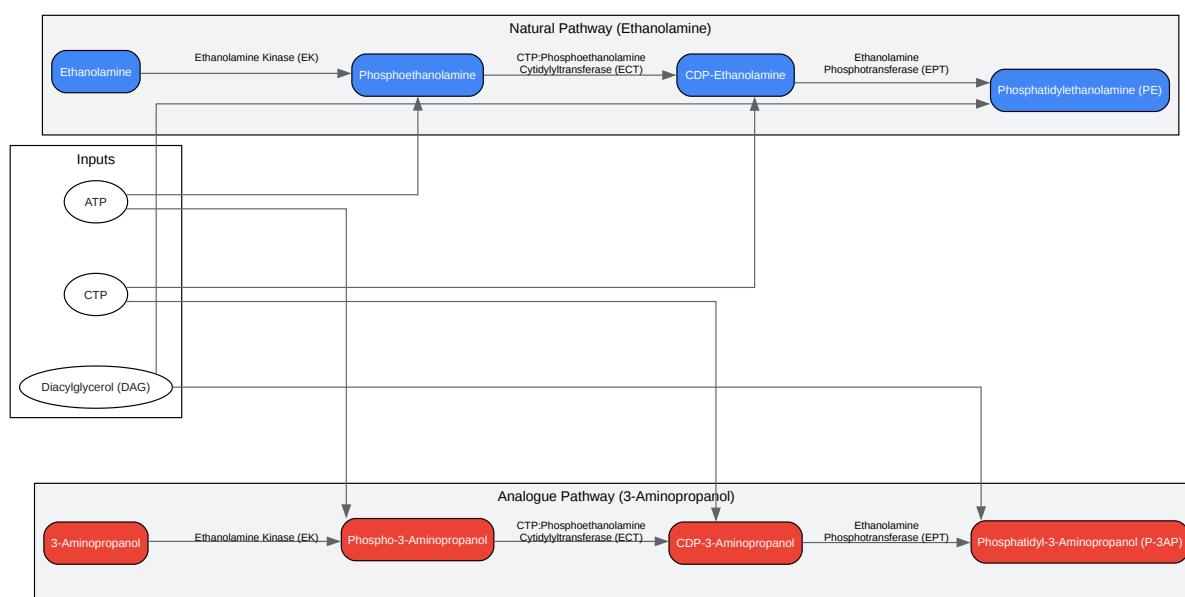 Natural Pathway (Ethanolamine)
Ethanolamine
Ethanolamine Kinase (EK)
Phosphoethanolamine
CTP:Phosphoethanolamine
Cytidylyltransferase (ECT)
CDP-Ethanolamine
Ethanolamine
Phosphotransferase (EPT)
Phosphatidylethanolamine (PE)
Inputs
ATP
CTP
Diacylglycerol (DAG)
Analogue Pathway (3-Aminopropanol)
3-Aminopropanol
Ethanolamine Kinase (EK)
Phospho-3-Aminopropanol
CTP:Phosphoethanolamine
Cytidylyltransferase (ECT)
CDP-3-Aminopropanol
Ethanolamine
Phosphotransferase (EPT)
Phosphatidyl-3-Aminopropanol (P-3AP)